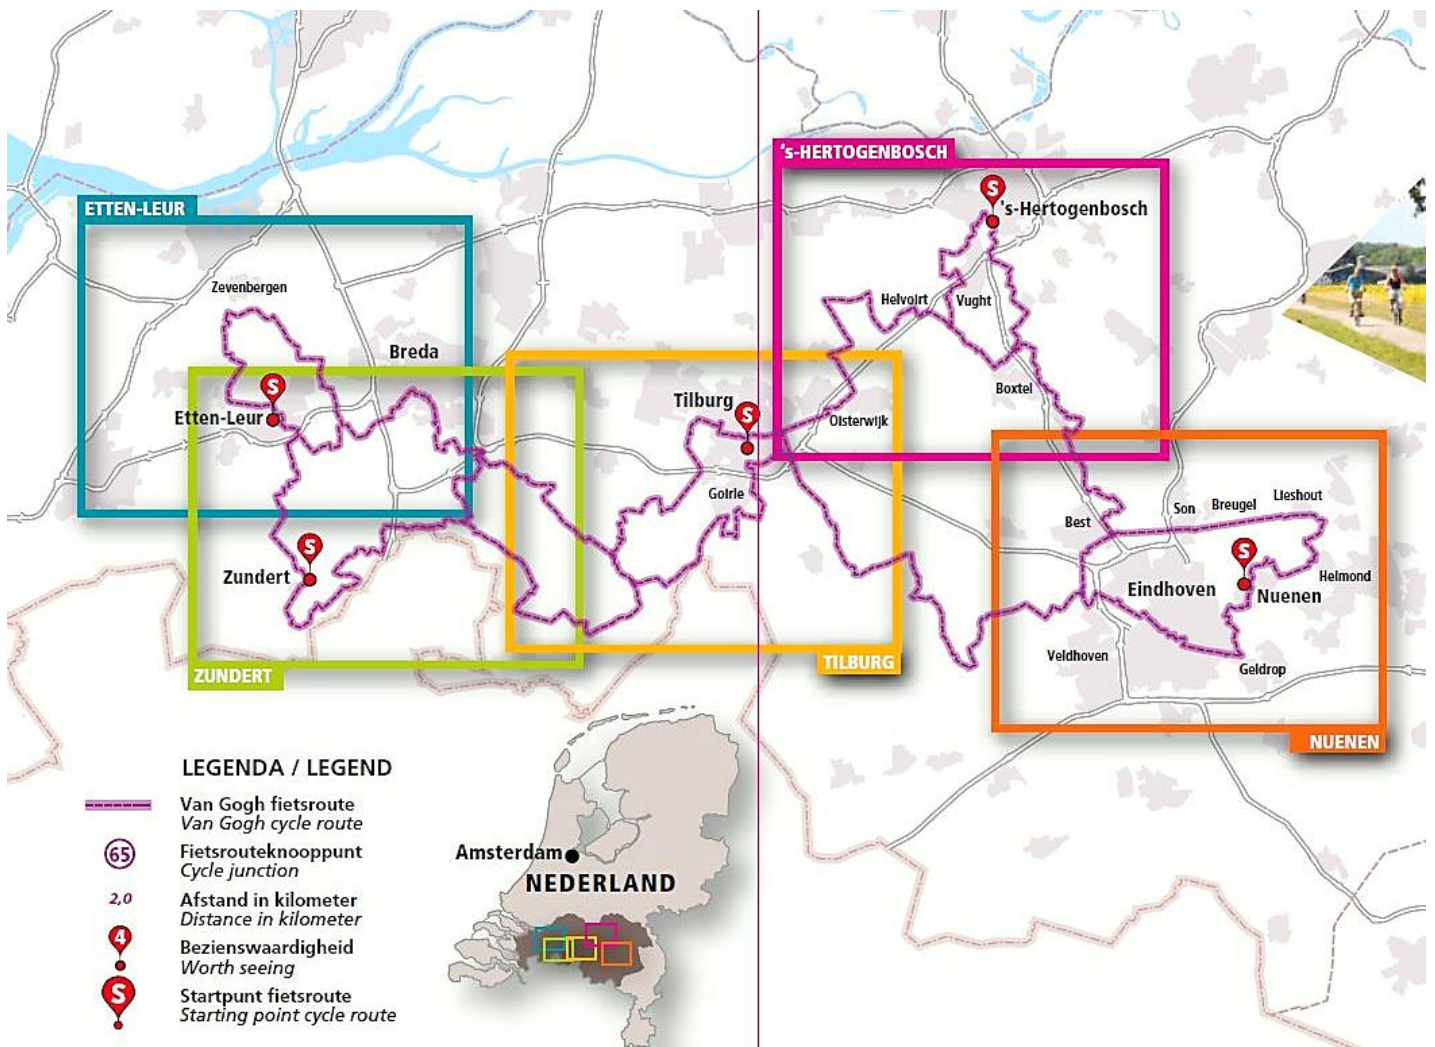 's-HERTOGENBOSCH
S
's-Hertogenbosch
ETTEN-LEUR
Zevenbergen
Helvoirt
Vught
Breda
S
Etten-Leur
Boxtel
Tilburg
S
Oisterwijk
Goirle
Best
Son
Breugel
Lieshout
S
Zundert
S
Eindhoven
Nuenen
Helmond
Veldhoven
Geldrop
ZUNDERT
TILBURG
NUENEN
LEGENDA / LEGEND
Van Gogh fietsroute
Van Gogh cycle route
65
Fietsrouteknooppunt
Cycle junction
2,0
Afstand in kilometer
Distance in kilometer
4
Bezienswaardigheid
Worth seeing
S
Startpunt fietsroute
Starting point cycle route
Amsterdam
NEDERLAND